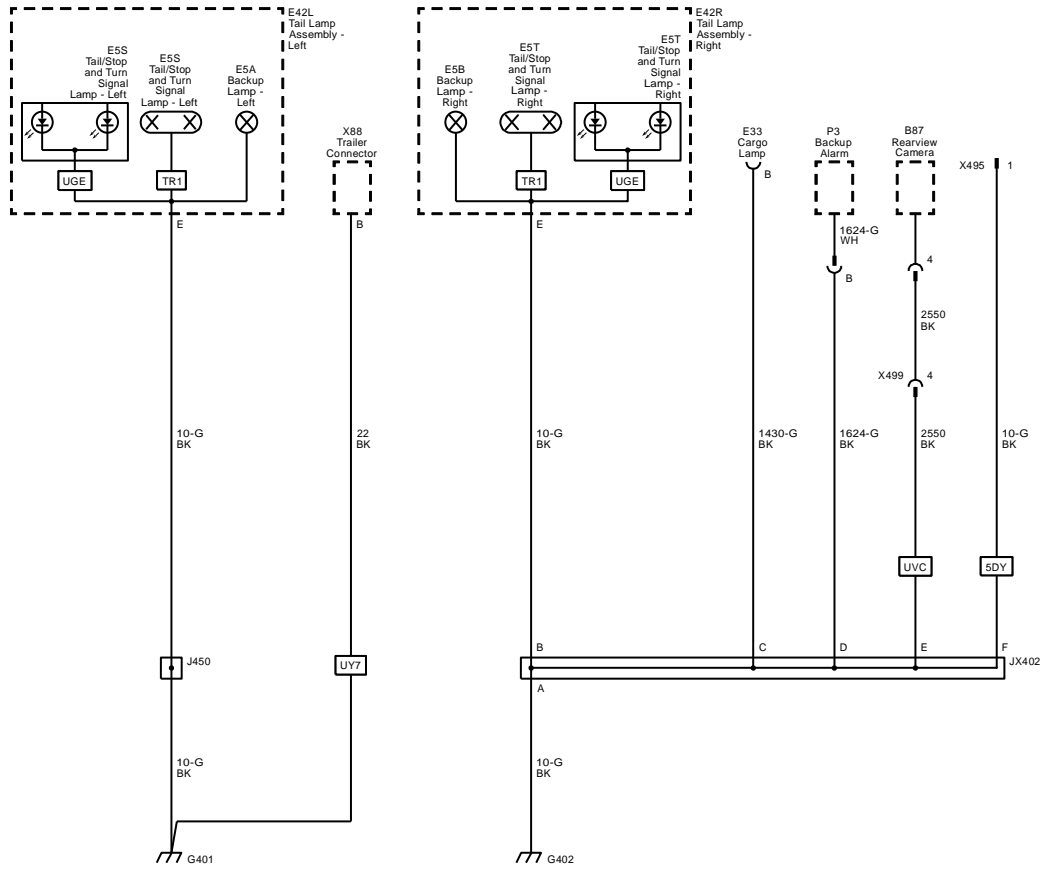 E42L
Tail Lamp
Assembly -
Left
E5S
Tail/Stop
and Turn
Signal
Lamp - Left
E5S
Tail/Stop
and Turn
Signal
Lamp - Left
E5A
Backup
Lamp -
Left
UGE
TR1
E
X88
Trailer
Connector
B
E42R
Tail Lamp
Assembly -
Right
E5B
Backup
Lamp -
Right
E5T
Tail/Stop
and Turn
Signal
Lamp -
Right
E5T
Tail/Stop
and Turn
Signal
Lamp -
Right
TR1
UGE
E
E33
Cargo
Lamp
B
P3
Backup
Alarm
1624-G
WH
B
B87
Rearview
Camera
4
2550
BK
X499
4
X495
1
10-G
BK
22
BK
10-G
BK
1430-G
BK
1624-G
BK
2550
BK
10-G
BK
UVC
5DY
J450
UY7
B
C
D
E
F
JX402
A
10-G
BK
10-G
BK
G401
G402